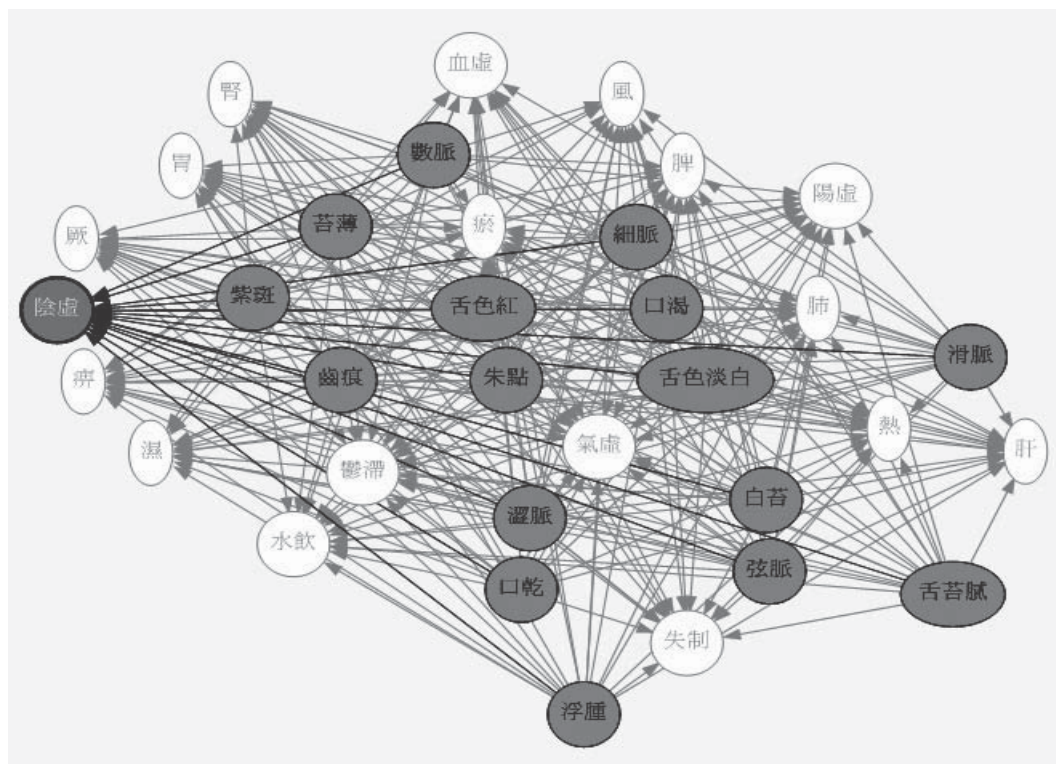 血虛
腎
風
數脈
胃
脾
陽虛
苔薄
瘀
細脈
厥
陰虛
紫斑
舌色紅
口渴
肺
滑脈
痹
齒痕
朱點
舌色淡白
濕
鬱滯
氣虛
熱
肝
水飲
澀脈
白苔
口乾
弦脈
舌苔膩
失制
浮腫